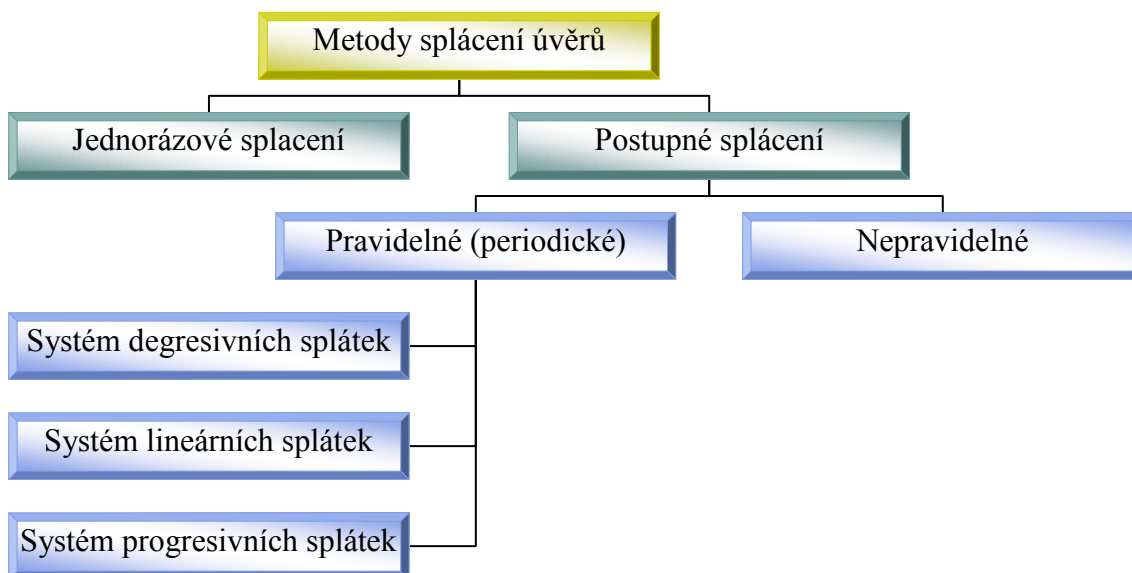 Metody splácení úvěrů
Jednorázové splacení
Postupné splácení
Pravidelné (periodické)
Nepravidelné
Systém degresivních splátek
Systém lineárních splátek
Systém progresivních splátek